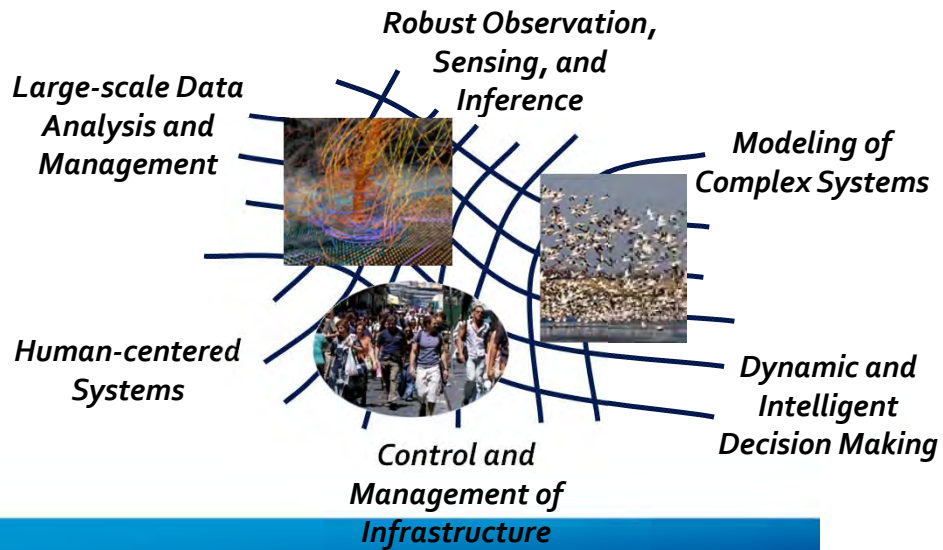 Robust Observation,
Sensing, and
Inference
Large-scale Data
Analysis and
Management
Modeling of
Complex Systems
Human-centered
Systems
Dynamic and
Intelligent
Decision Making
Control and
Management of
Infrastructure